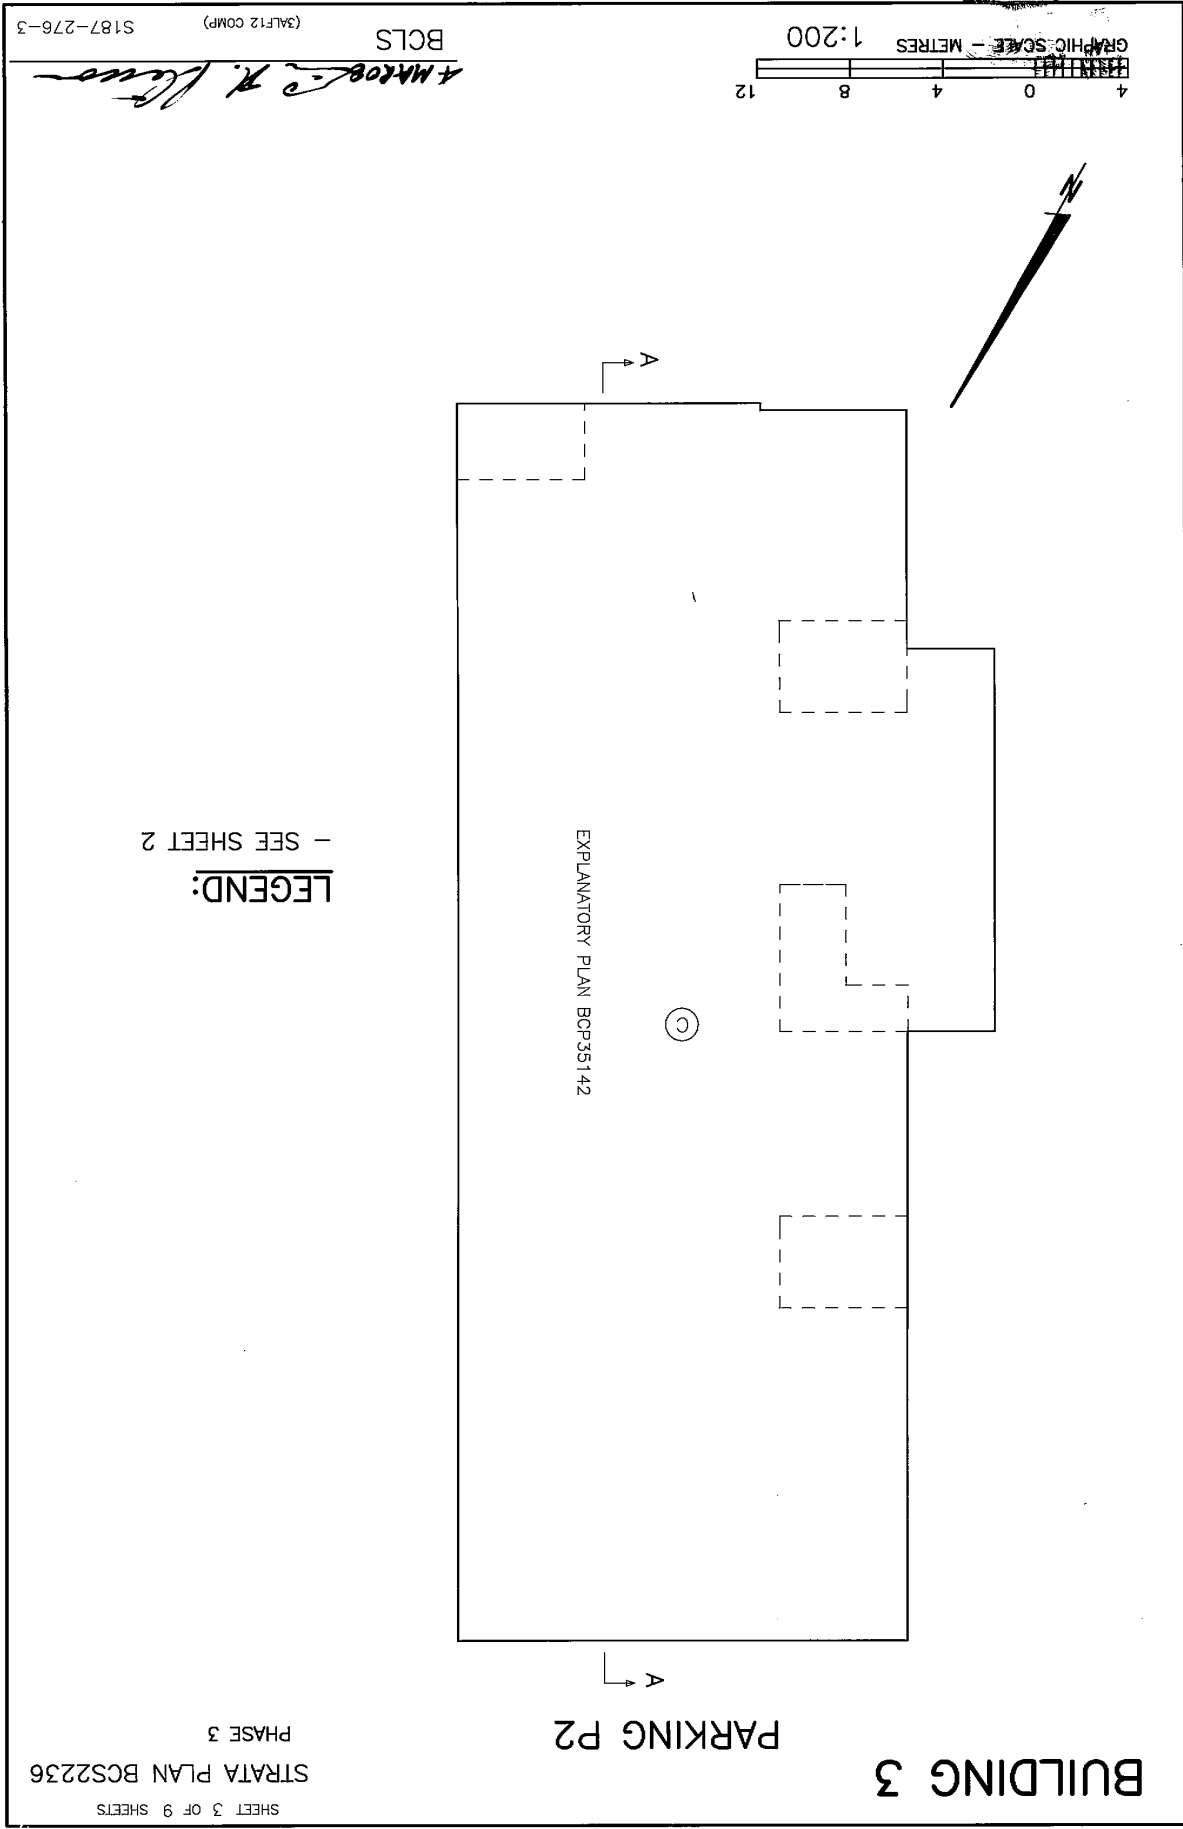 SHEET 3 OF 9 SHEETS
STRATA PLAN BCS2236
PHASE 3
BUILDING 3
PARKING P2
A
C
EXPLANATORY PLAN BCP35142
LEGEND:
- SEE SHEET 2
A
N
4 0 4 8 12
GRAPHIC SCALE - METRES 1:200
BCLS
(3ALF12 COMP)
S187-276-3